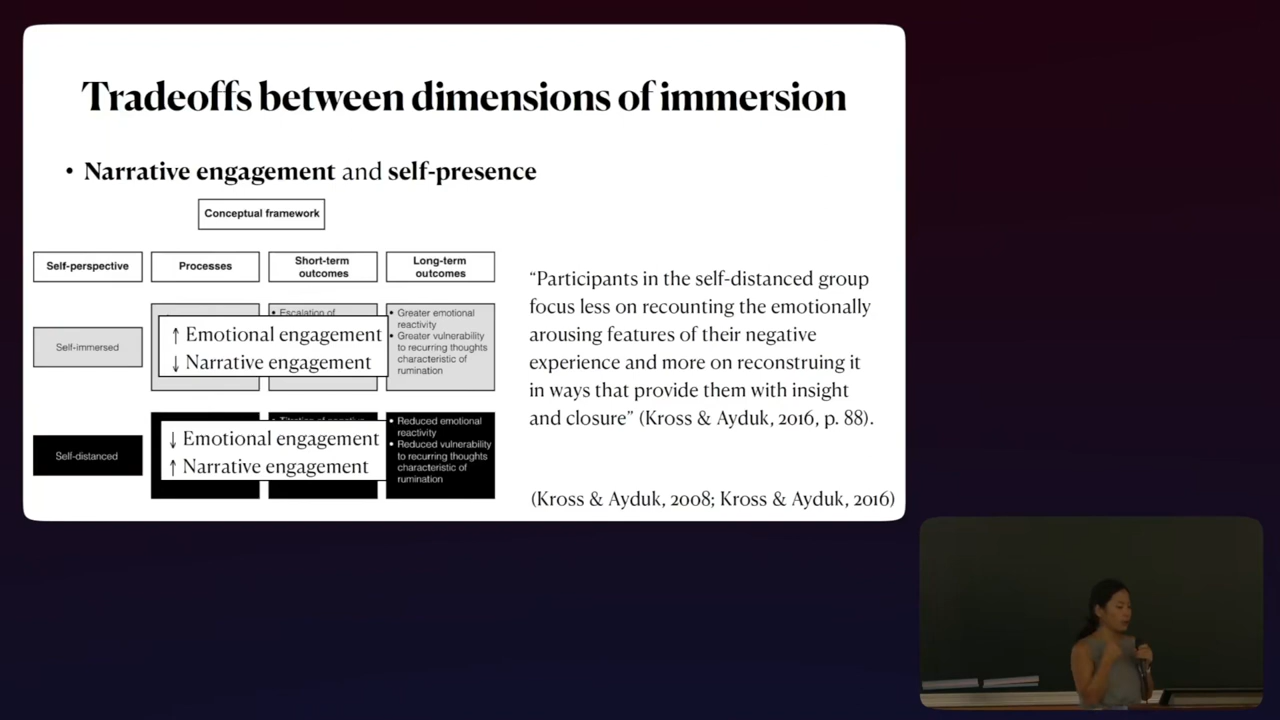 Tradeoffs between dimensions of immersion
• Narrative engagement and self-presence
Conceptual framework
Self-perspective
Processes
Short-term
outcomes
Long-term
outcomes
Self-immersed
• Escalation of
↑ Emotional engagement
↓ Narrative engagement
• Greater emotional
reactivity
• Greater vulnerability
to recurring thoughts
characteristic of
rumination
Self-distanced
↓ Emotional engagement
↑ Narrative engagement
• Reduced emotional
reactivity
• Reduced vulnerability
to recurring thoughts
characteristic of
rumination
“Participants in the self-distanced group
focus less on recounting the emotionally
arousing features of their negative
experience and more on reconstruing it
in ways that provide them with insight
and closure” (Kross & Ayduk, 2016, p. 88).
(Kross & Ayduk, 2008; Kross & Ayduk, 2016)